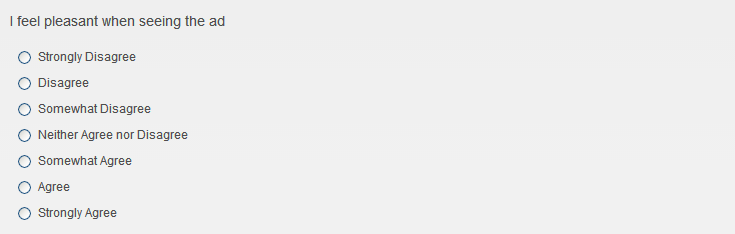 I feel pleasant when seeing the ad
Strongly Disagree
Disagree
Somewhat Disagree
Neither Agree nor Disagree
Somewhat Agree
Agree
Strongly Agree